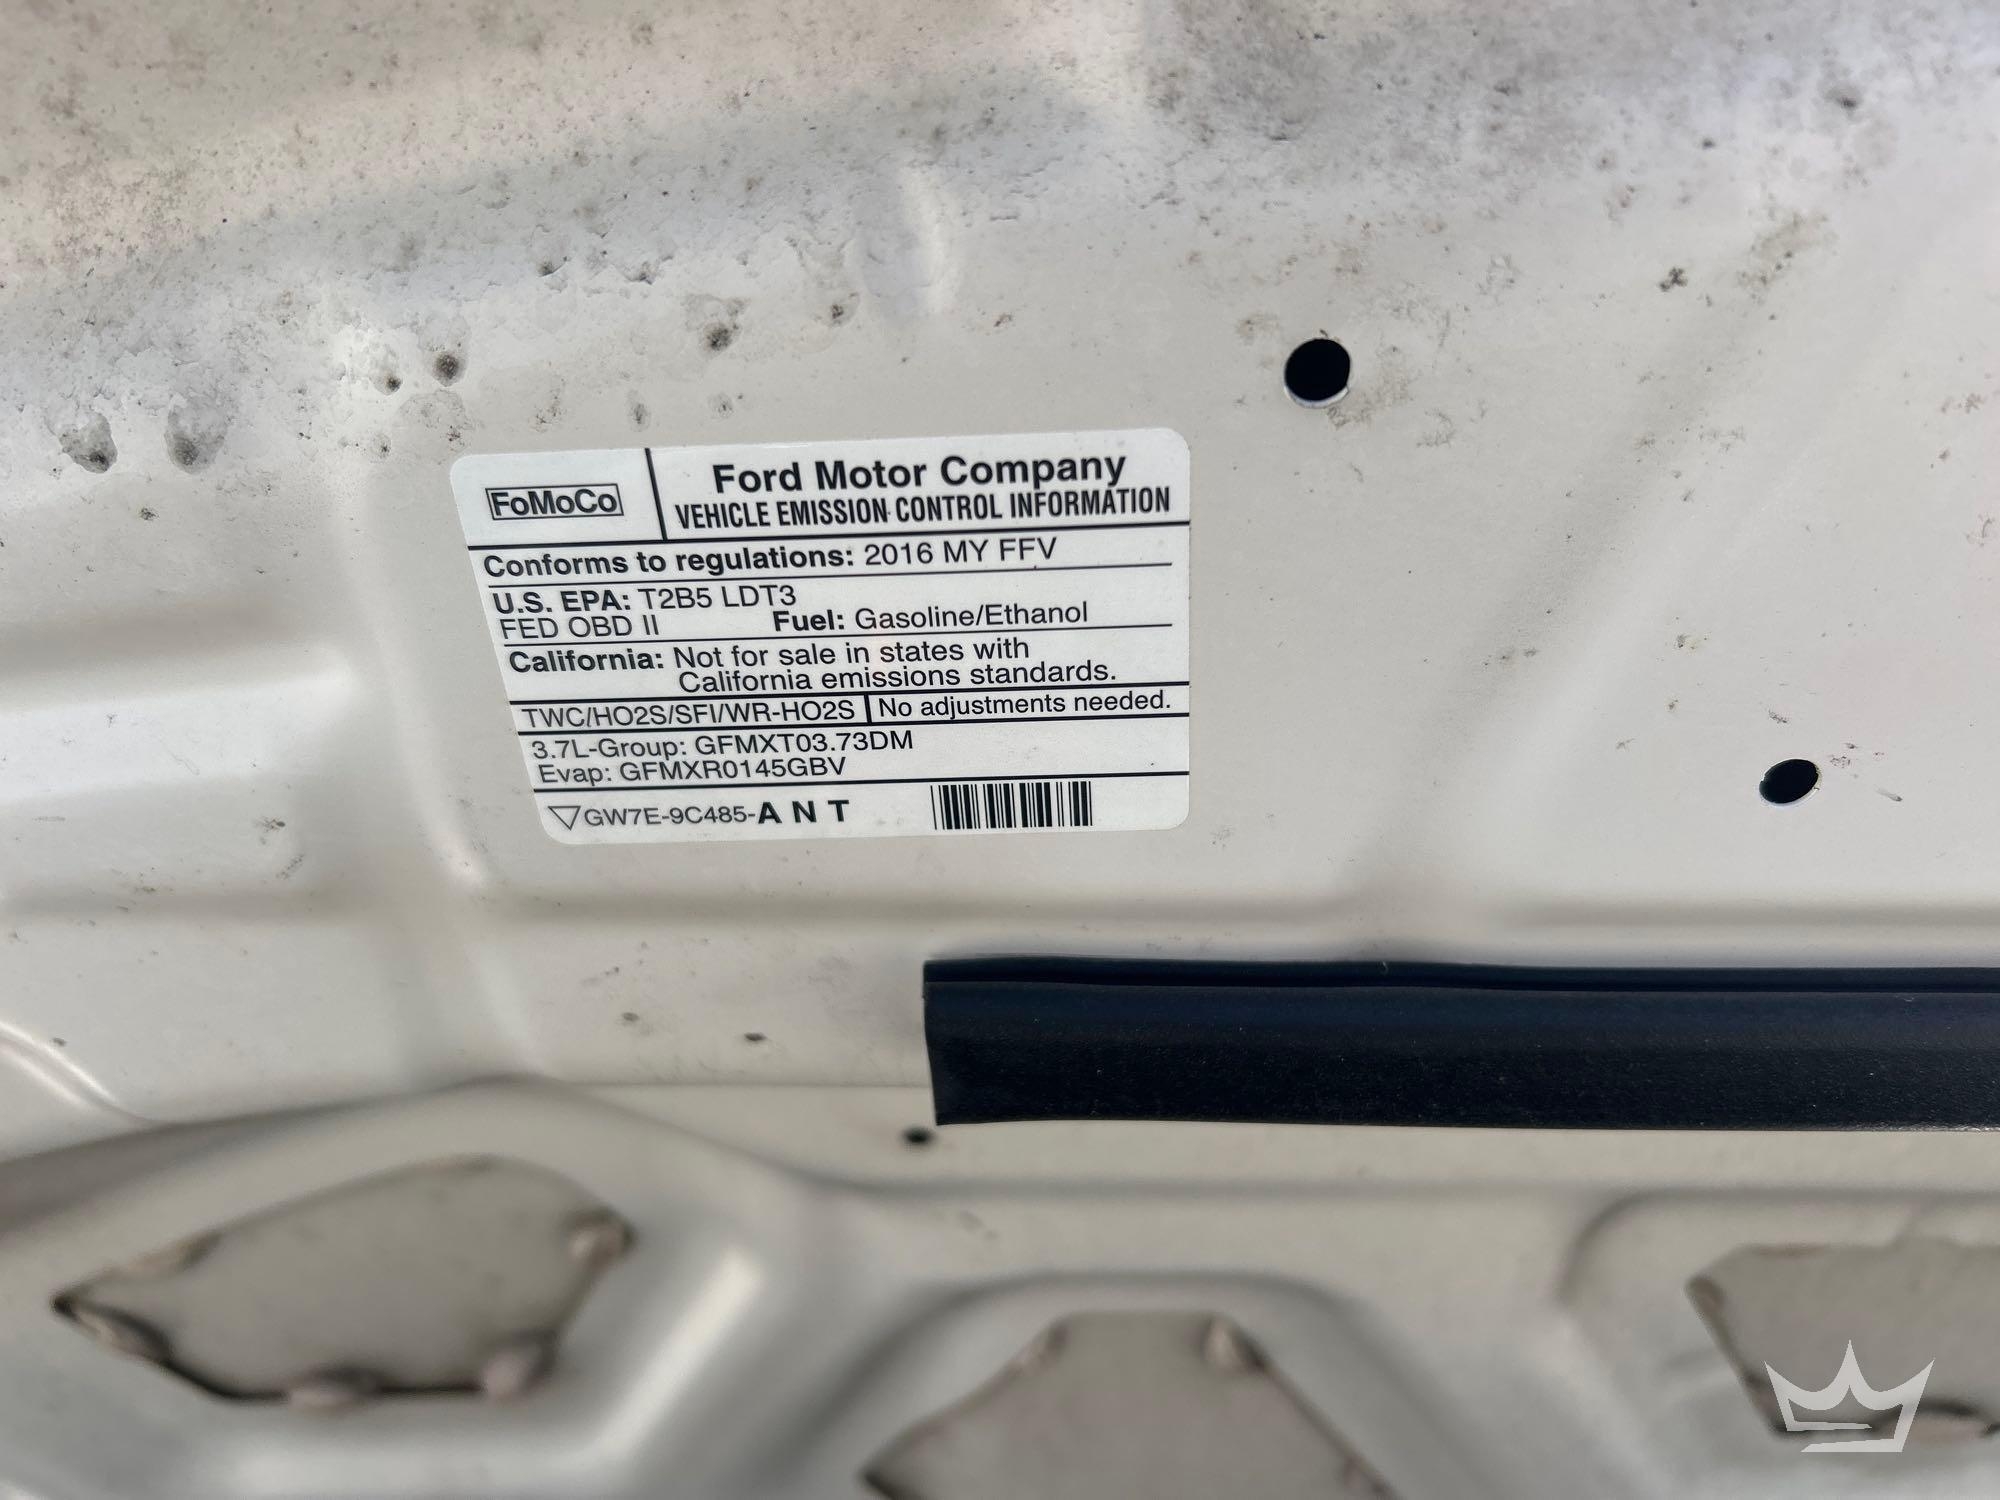 FoMoCo
Ford Motor Company
VEHICLE EMISSION CONTROL INFORMATION
Conforms to regulations: 2016 MY FFV
U.S. EPA: T2B5 LDT3
FED OBD II Fuel: Gasoline/Ethanol
California: Not for sale in states with
California emissions standards.
TWC/HO2S/SFI/WR-HO2S No adjustments needed.
3.7L-Group: GFMXT03.73DM
Evap: GFMXR0145GBV
GW7E-9C485-A N T